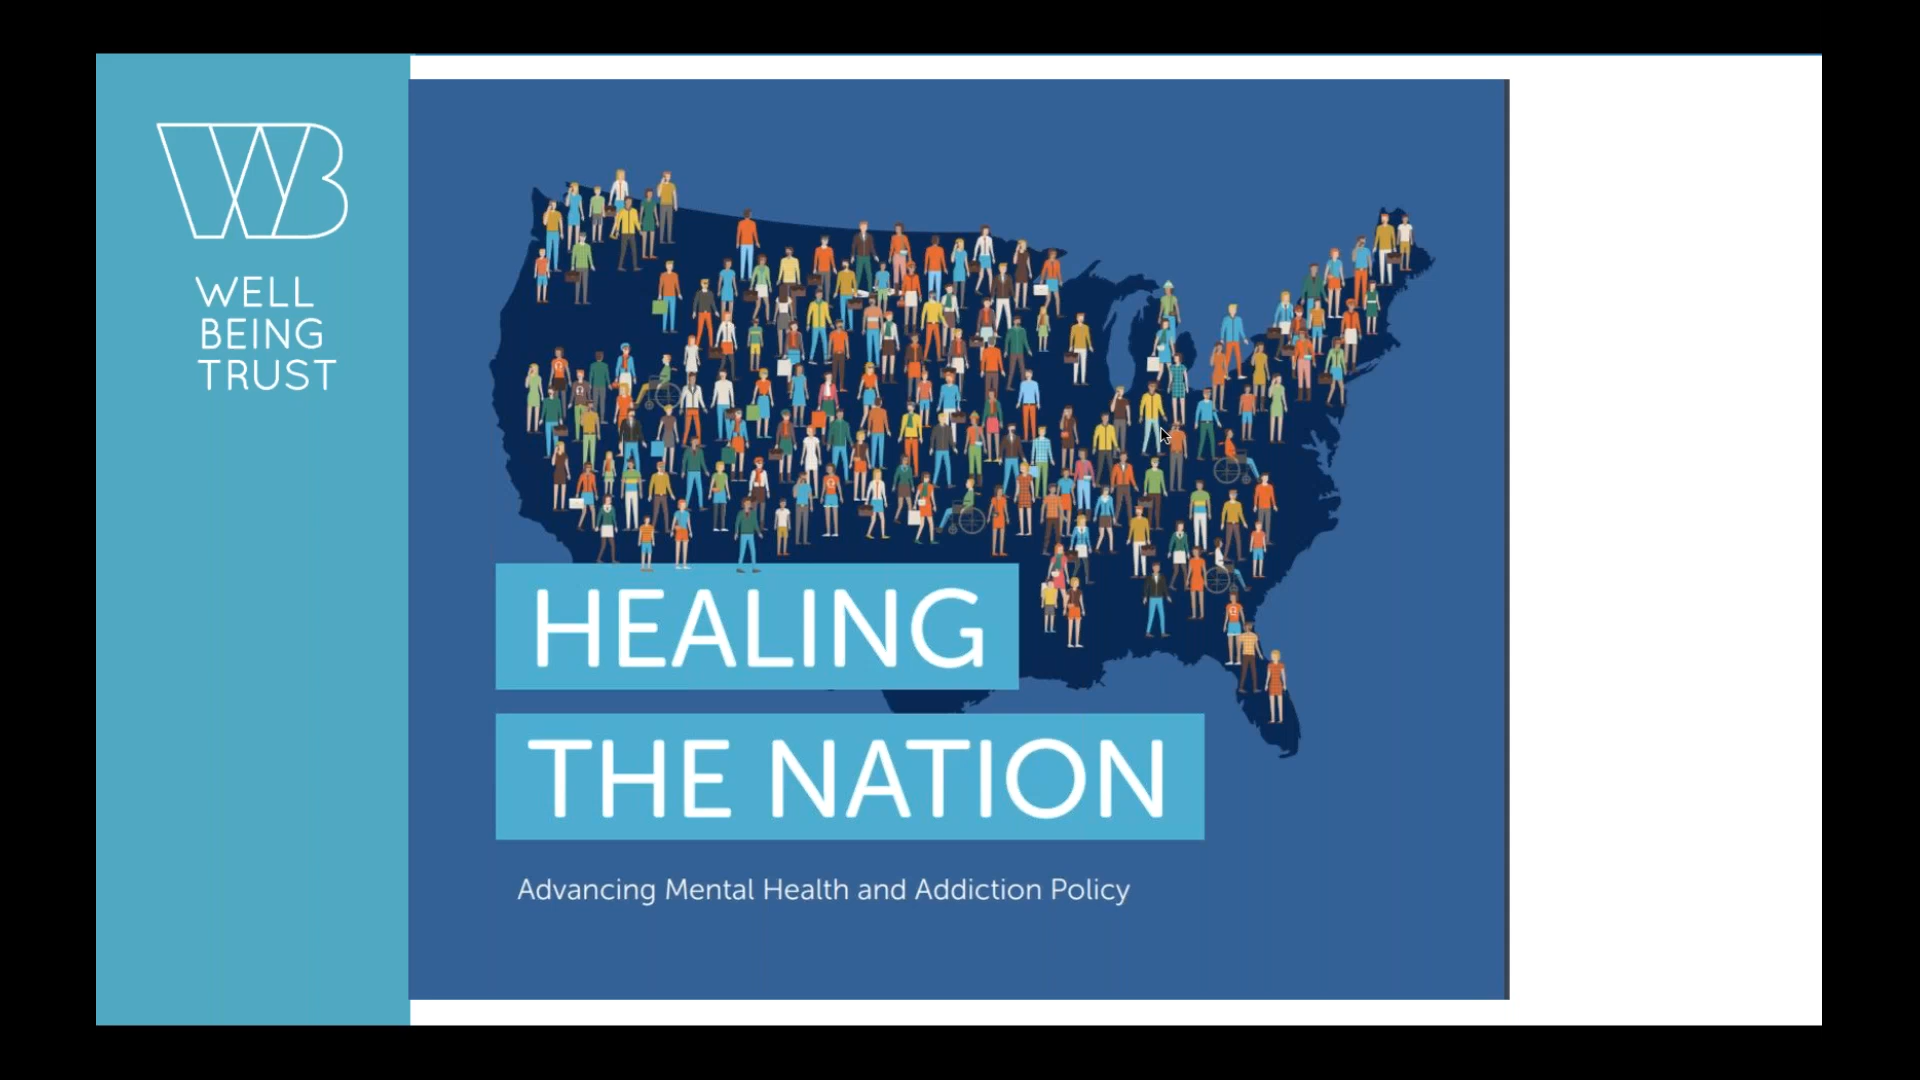 WB
WELL
BEING
TRUST
HEALING
THE NATION
Advancing Mental Health and Addiction Policy